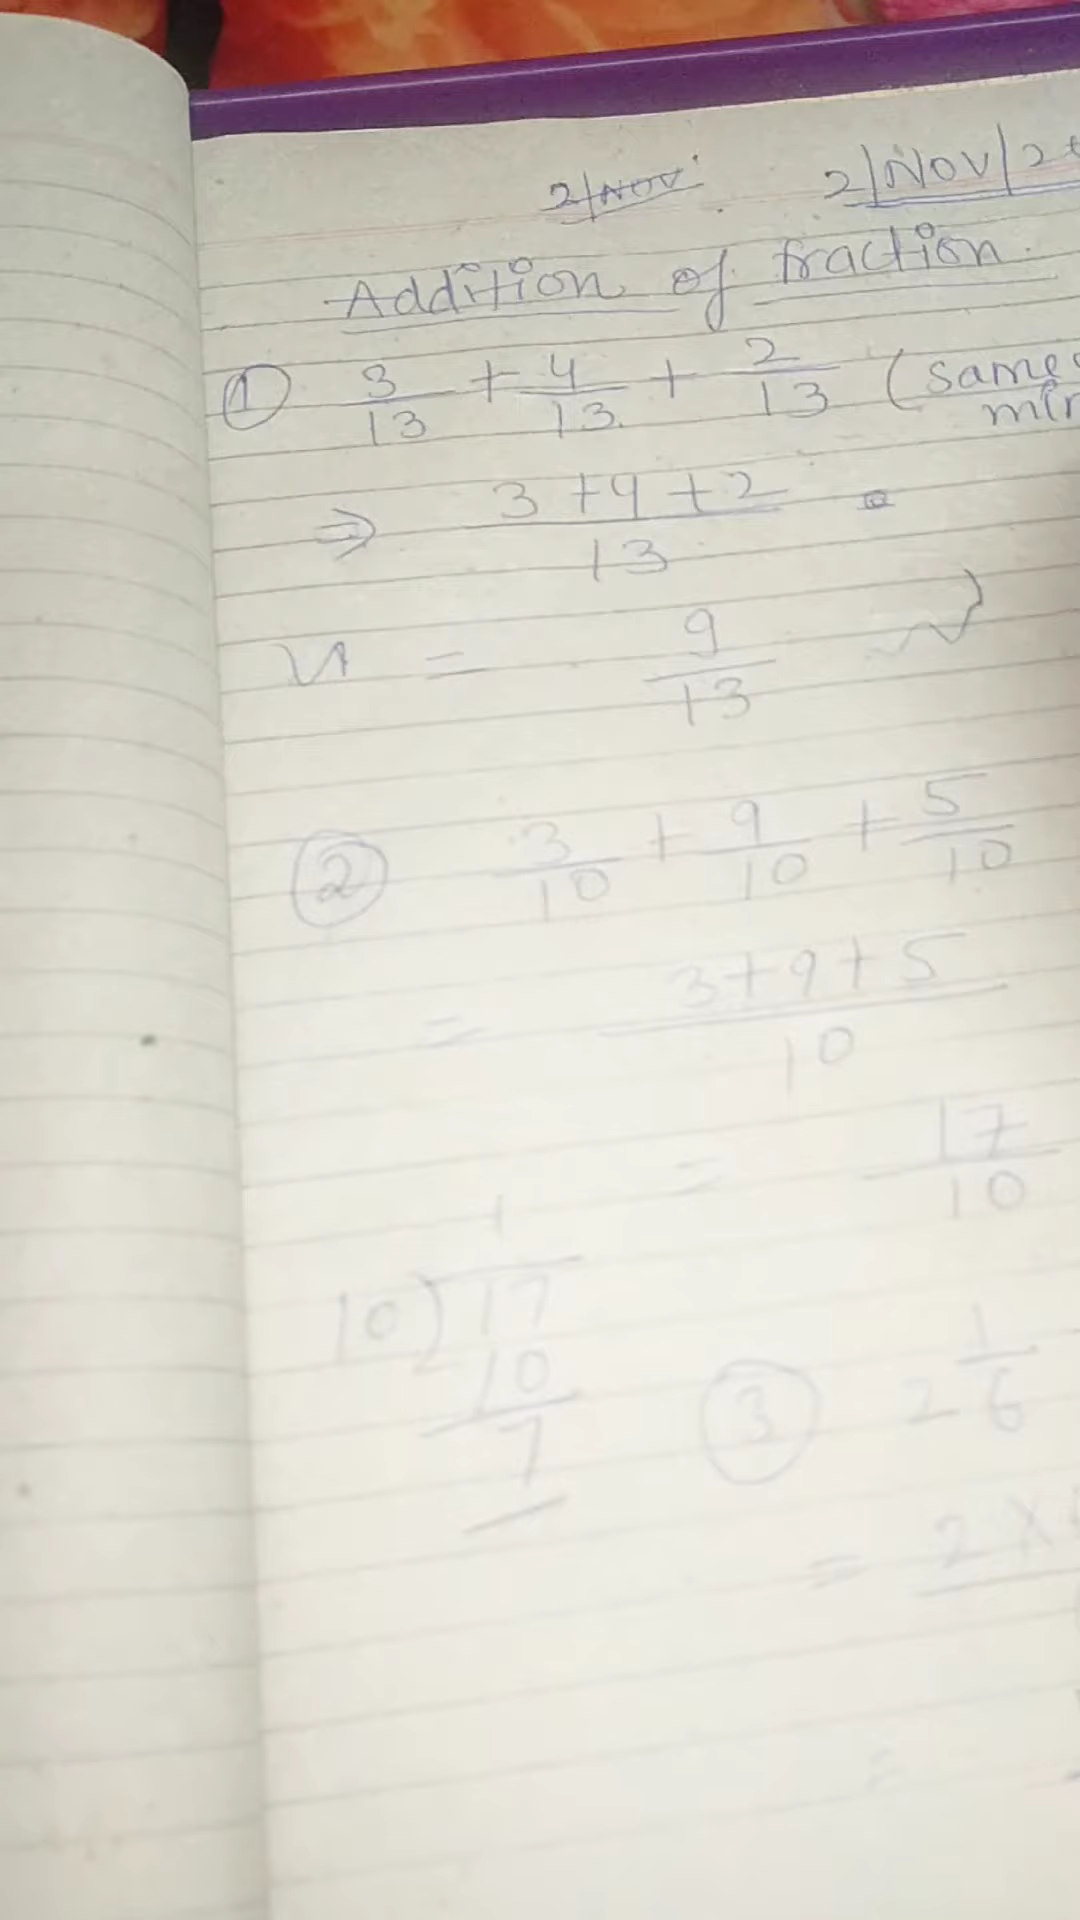 2/Nov 2/Nov/2
Addition of fraction
① 3/13 + 4/13 + 2/13 (same
⇒ 3+4+2/13
= 9/13
② 3/10 + 9/10 + 5/10
= 3+9+5/10
= 17/10
1
10)17
10
7
③ 2 1/6
= 2×
=